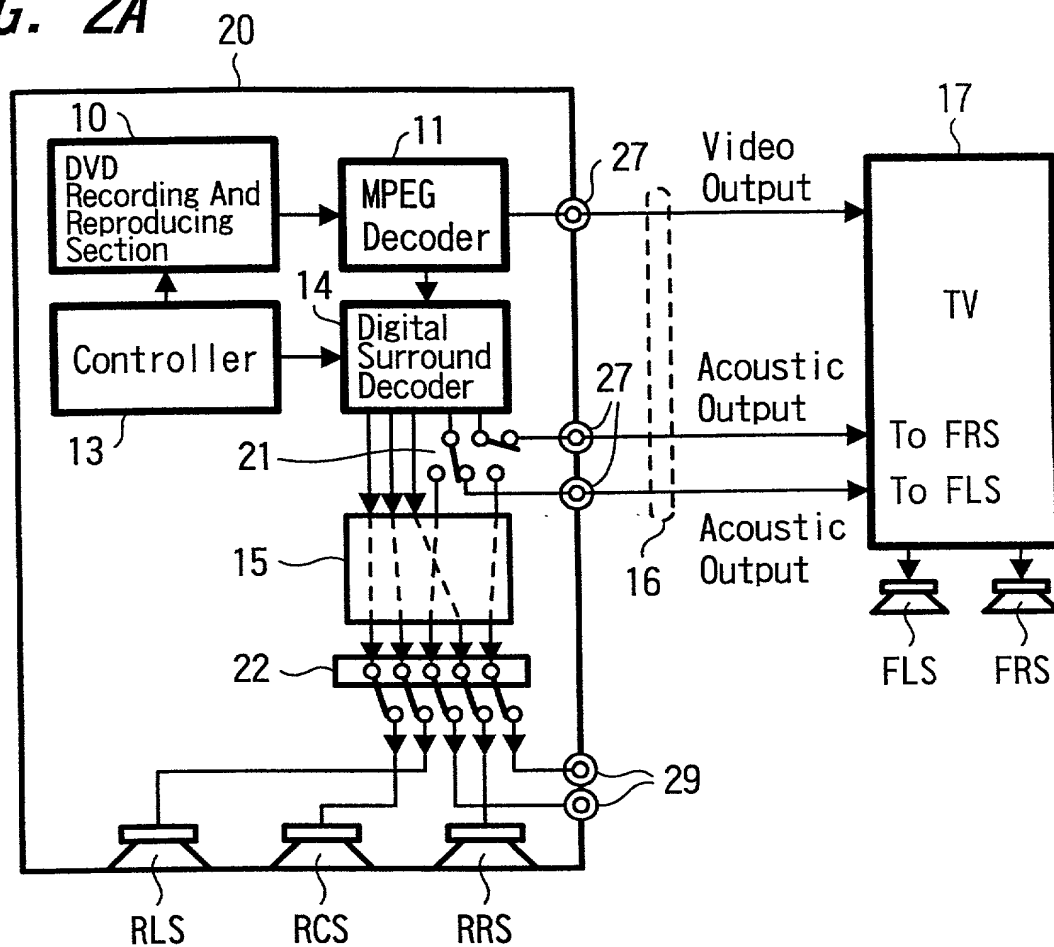 G. 2A
20
10
DVD
Recording And
Reproducing
Section
11
MPEG
Decoder
27
Video
Output
17
TV
14
Digital
Surround
Decoder
Controller
13
21
27
Acoustic
Output
To FRS
To FLS
16
Acoustic
Output
15
22
FLS
FRS
29
RLS
RCS
RRS